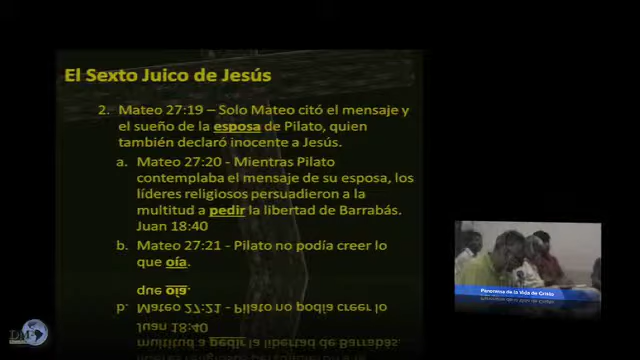 El Sexto Juico de Jesús
2. Mateo 27:19 – Solo Mateo citó el mensaje y
el sueño de la esposa de Pilato, quien
también declaró inocente a Jesús.
a. Mateo 27:20 - Mientras Pilato
contemplaba el mensaje de su esposa, los
líderes religiosos persuadieron a la
multitud a pedir la libertad de Barrabás.
Juan 18:40
b. Mateo 27:21 - Pilato no podía creer lo
que oía.
Panorama de la Vida de Cristo